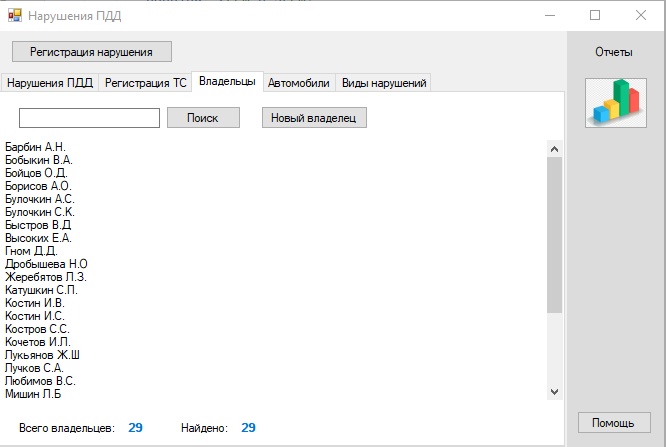 Нарушения ПДД
Регистрация нарушения
Отчеты
Нарушения ПДД Регистрация ТС Владельцы Автомобили Виды нарушений
Поиск Новый владелец
Барбин А.Н.
Бобыкин В.А.
Бойцов О.Д.
Борисов А.О.
Булочкин А.С.
Булочкин С.К.
Быстров В.Д
Высоких Е.А.
Гном Д.Д.
Дробышева Н.О
Жеребятов Л.З.
Катушкин С.П.
Костин И.В.
Костин И.С.
Костров С.С.
Кочетов И.Л.
Лукьянов Ж.Ш
Лучков С.А.
Любимов В.С.
Мишин Л.Б
Всего владельцев: 29 Найдено: 29
Помощь